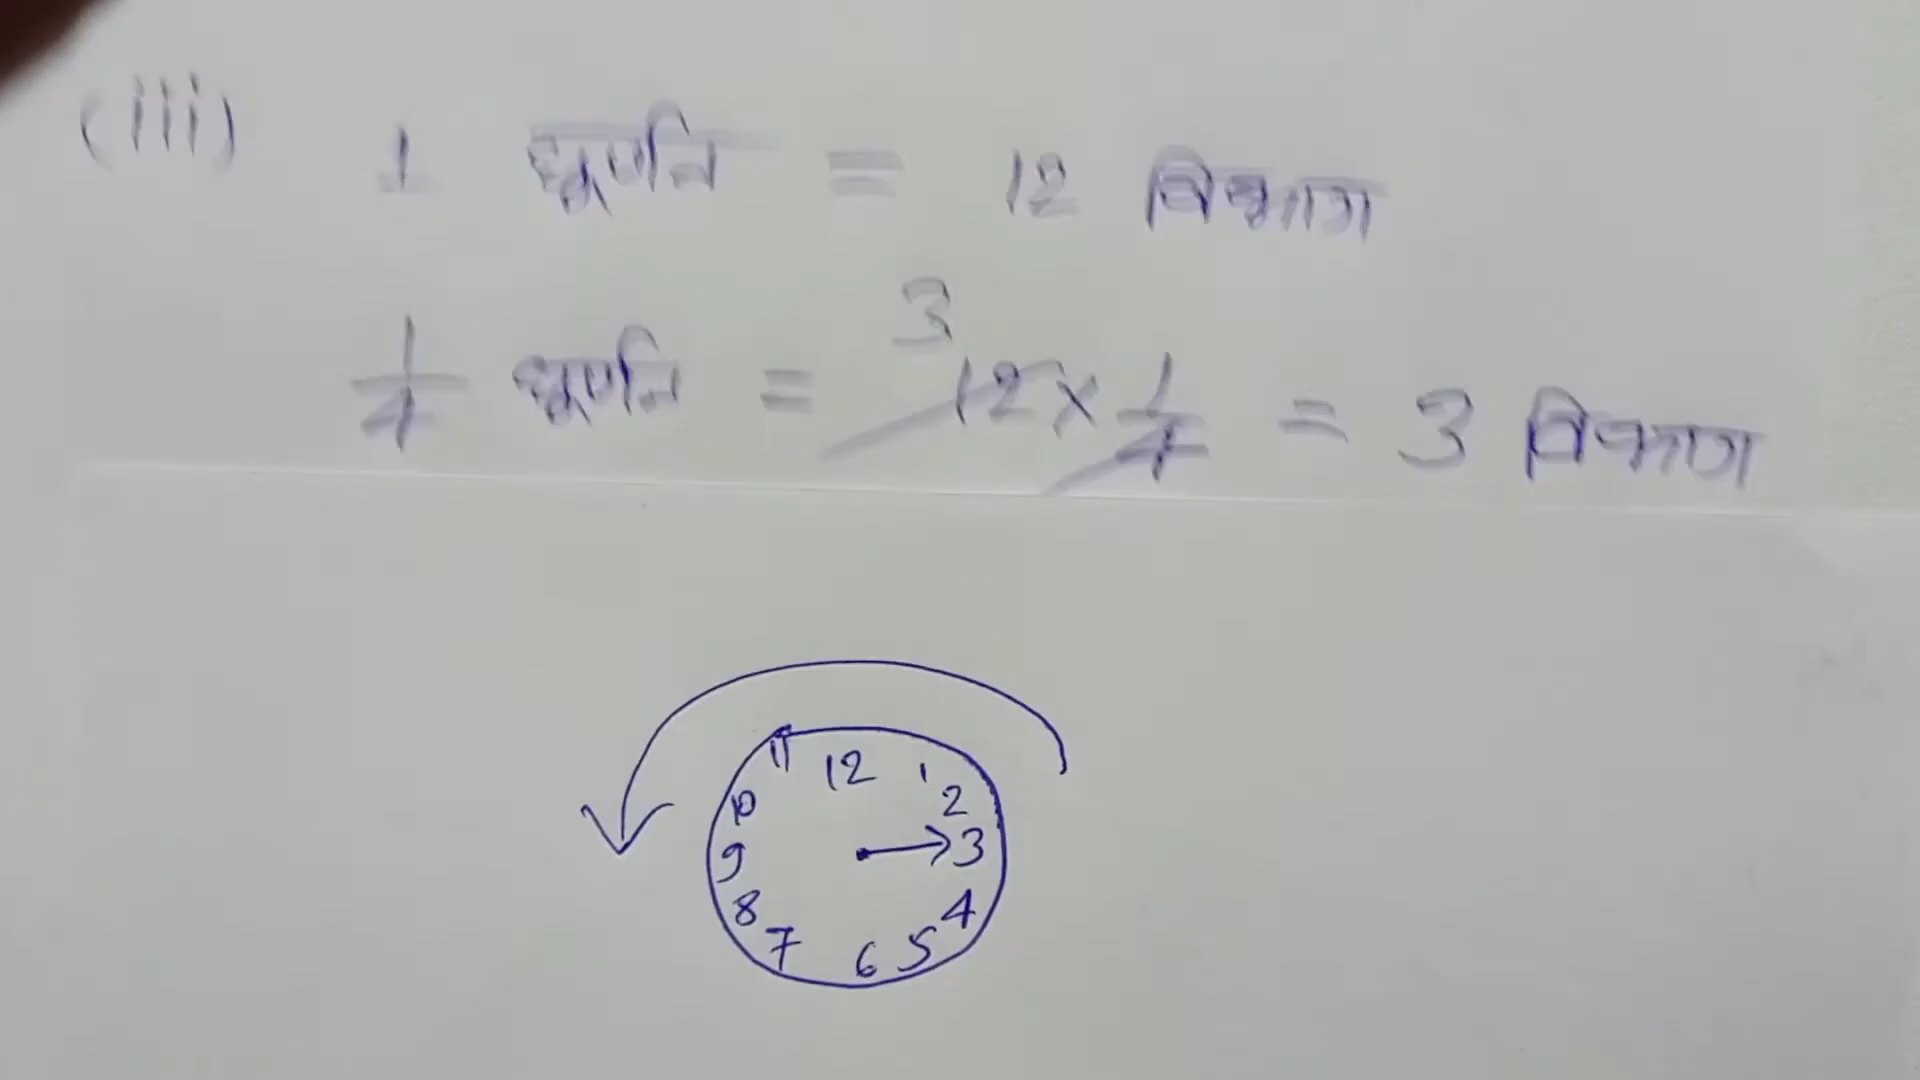 (iii) 1 घूर्णन = 12 विभाग
1/4 घूर्णन = 3 12 × 1/4 = 3 विभाग
11 12 1
10 2
9 3
8 4
7 6 5